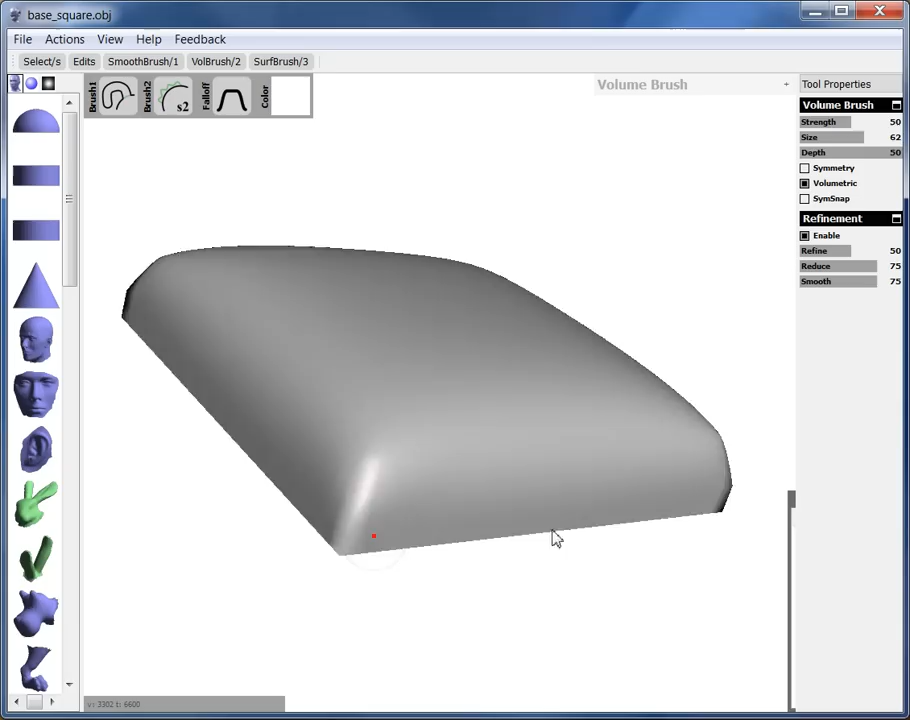 base_square.obj
File Actions View Help Feedback
Select/s Edits SmoothBrush/1 VolBrush/2 SurfBrush/3
Brush1 Brush2 s2 Falloff Color
Volume Brush
Tool Properties
Volume Brush
Strength 50
Size 62
Depth 50
Symmetry
Volumetric
SymSnap
Refinement
Enable
Refine 50
Reduce 75
Smooth 75
v: 3302 t: 6600